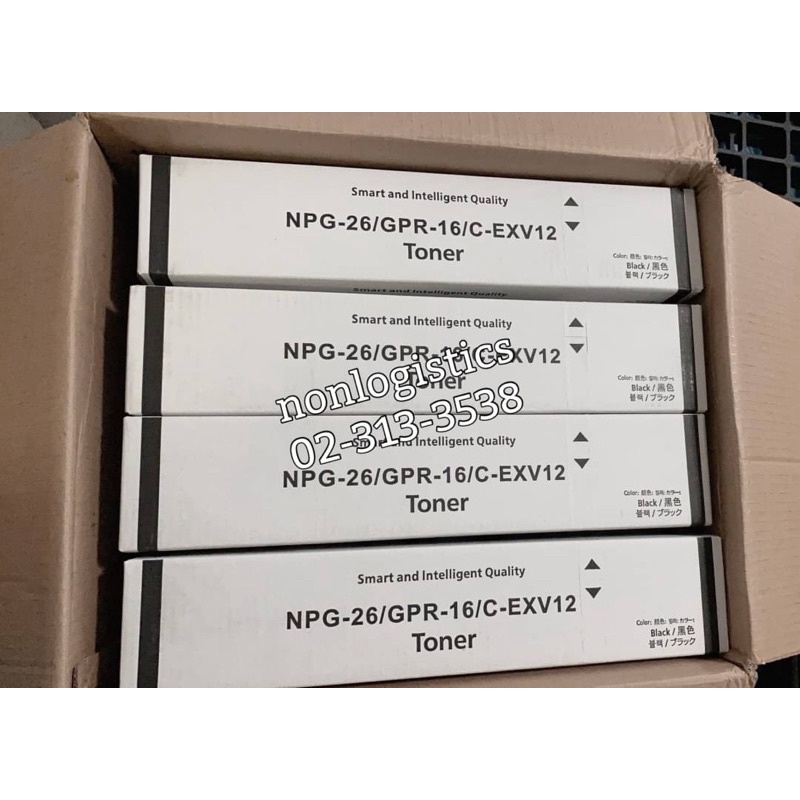 Smart and Intelligent Quality
NPG-26/GPR-16/C-EXV12
Toner
Color: 颜色: 컬러: カラー:
Black / 黑色
블랙 / ブラック
Smart and Intelligent Quality
Smart and Intelligent Quality
NPG-26/GPR-16/C-EXV12
Toner
Color: 颜色: 컬러: カラー:
Black / 黑色
블랙 / ブラック
nonlogistics
02-313-3538
Smart and Intelligent Quality
NPG-26/GPR-16/C-EXV12
Toner
Color: 颜色: 컬러: カラー:
Black / 黑色
블랙 / ブラック
Smart and Intelligent Quality
NPG-26/GPR-16/C-EXV12
Toner
Color: 颜色: 컬러: カラー:
Black / 黑色
블랙 / ブラック